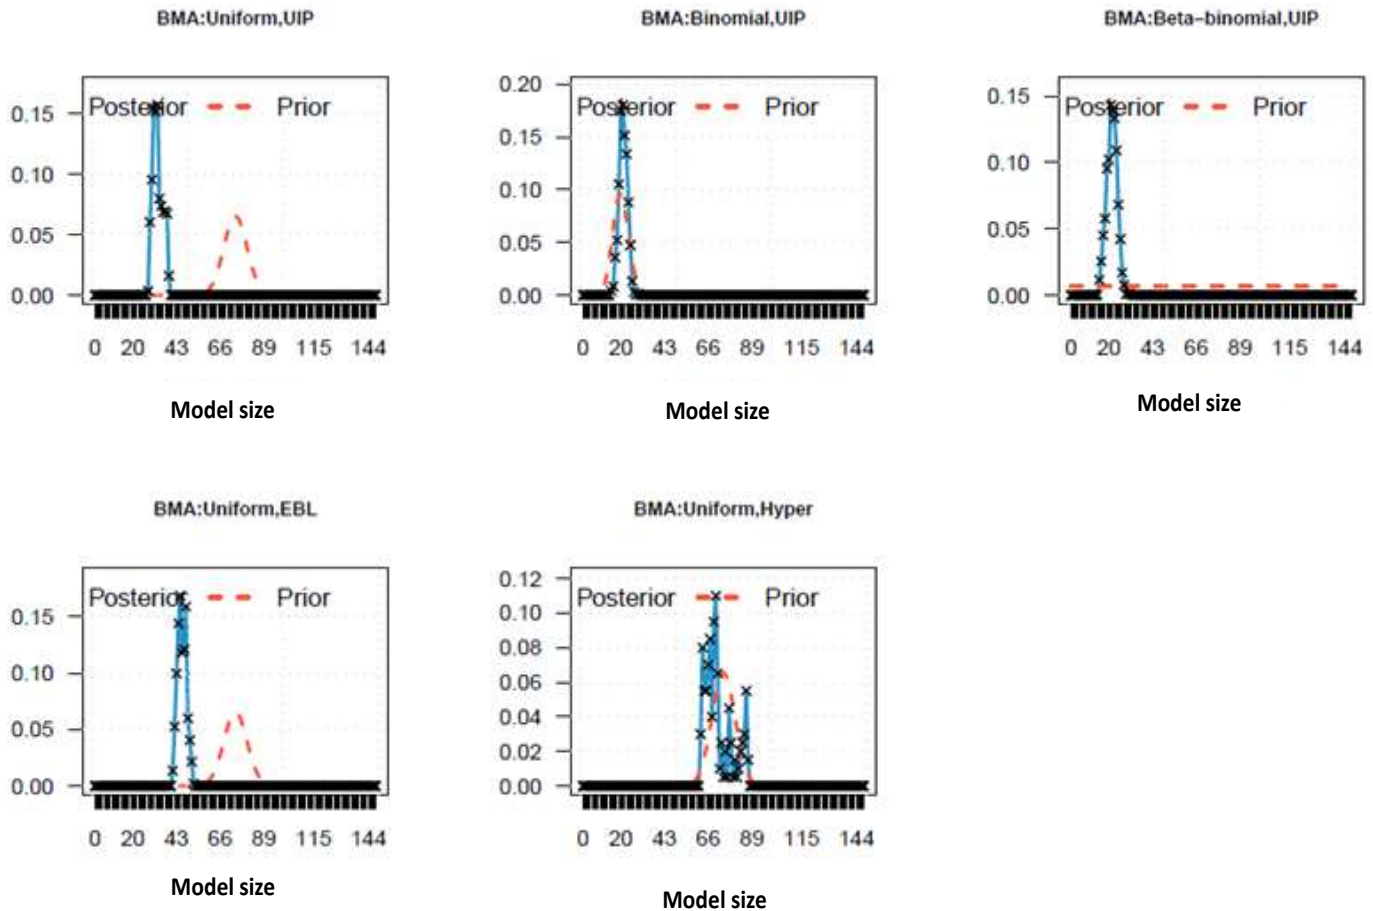 BMA:Uniform,UIP
0.15
0.10
0.05
0.00
Posterior Prior
0 20 43 66 89 115 144
Model size
BMA:Binomial,UIP
0.20
0.15
0.10
0.05
0.00
Posterior Prior
0 20 43 66 89 115 144
Model size
BMA:Beta-binomial,UIP
0.15
0.10
0.05
0.00
Posterior Prior
0 20 43 66 89 115 144
Model size
BMA:Uniform,EBL
0.15
0.10
0.05
0.00
Posterior Prior
0 20 43 66 89 115 144
Model size
BMA:Uniform,Hyper
0.12
0.10
0.08
0.06
0.04
0.02
0.00
Posterior Prior
0 20 43 66 89 115 144
Model size